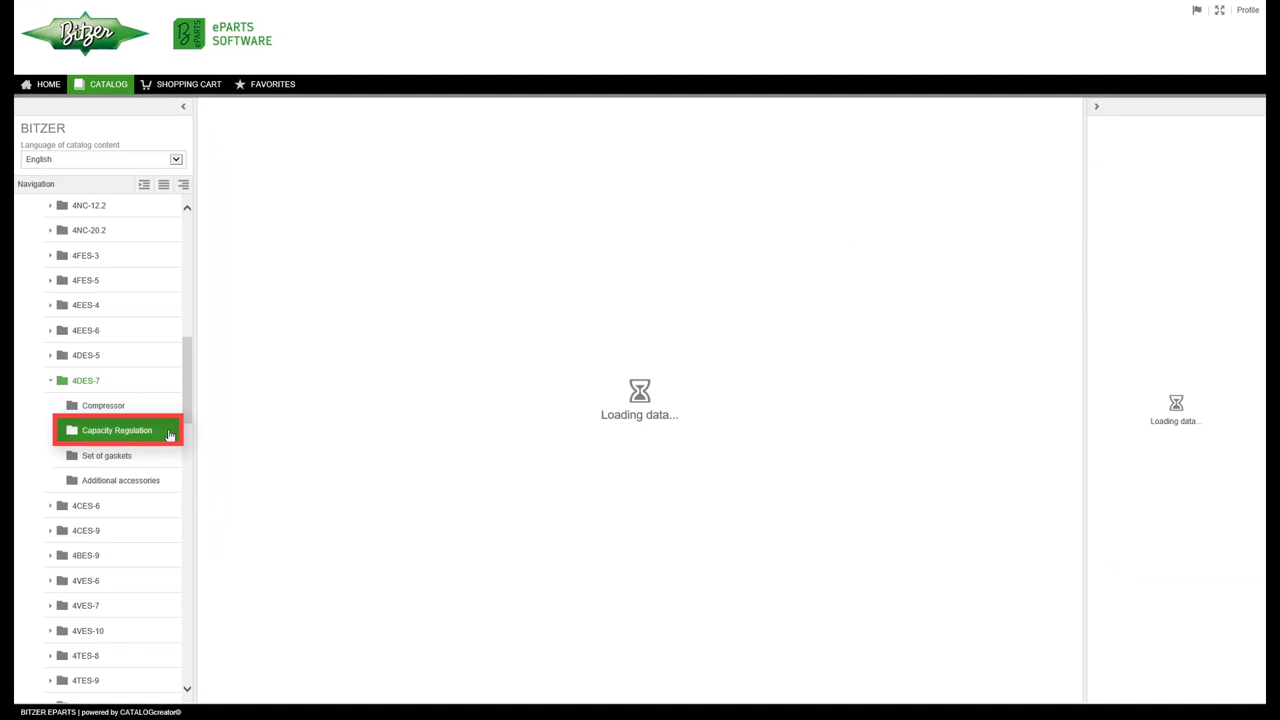 Bitzer
ePARTS
ePARTS
SOFTWARE
Profile
HOME
CATALOG
SHOPPING CART
FAVORITES
BITZER
Language of catalog content
English
Navigation
4NC-12.2
4NC-20.2
4FES-3
4FES-5
4EES-4
4EES-6
4DES-5
4DES-7
Compressor
Capacity Regulation
Set of gaskets
Additional accessories
4CES-6
4CES-9
4BES-9
4VES-6
4VES-7
4VES-10
4TES-8
4TES-9
Loading data...
Loading data...
BITZER EPARTS | powered by CATALOGcreator®